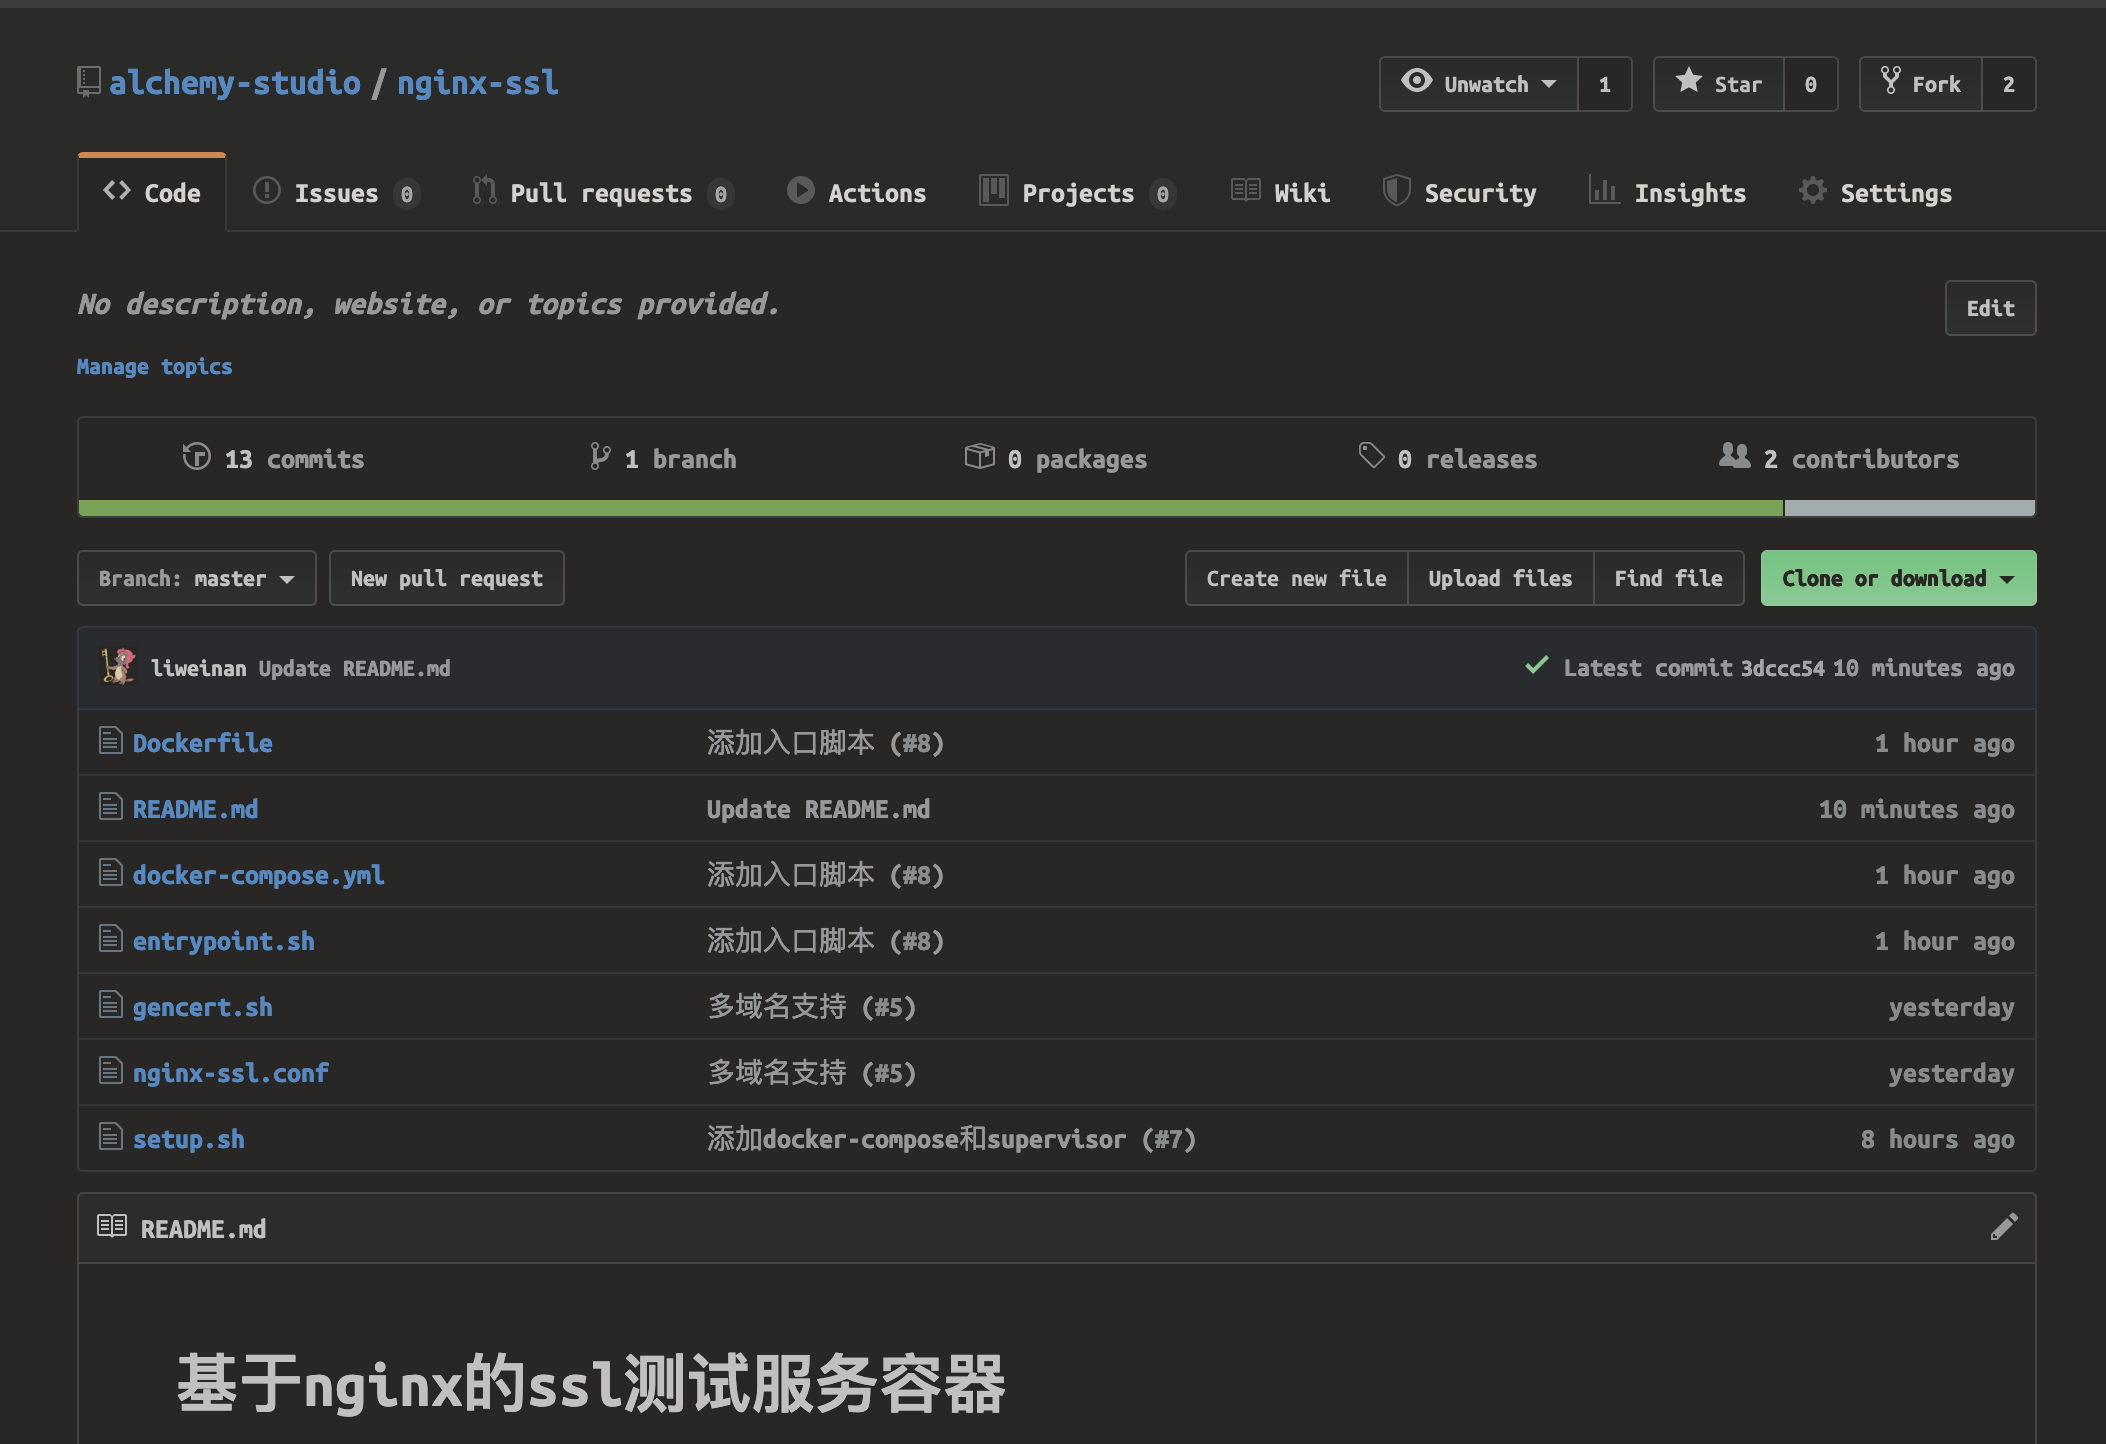 alchemy-studio / nginx-ssl
Unwatch 1 Star 0 Fork 2
Code Issues 0 Pull requests 0 Actions Projects 0 Wiki Security Insights Settings
No description, website, or topics provided.
Edit
Manage topics
13 commits 1 branch 0 packages 0 releases 2 contributors
Branch: master New pull request Create new file Upload files Find file Clone or download
liweinan Update README.md Latest commit 3dccc54 10 minutes ago
Dockerfile 添加入口脚本 (#8) 1 hour ago
README.md Update README.md 10 minutes ago
docker-compose.yml 添加入口脚本 (#8) 1 hour ago
entrypoint.sh 添加入口脚本 (#8) 1 hour ago
gencert.sh 多域名支持 (#5) yesterday
nginx-ssl.conf 多域名支持 (#5) yesterday
setup.sh 添加docker-compose和supervisor (#7) 8 hours ago
README.md
基于nginx的ssl测试服务容器